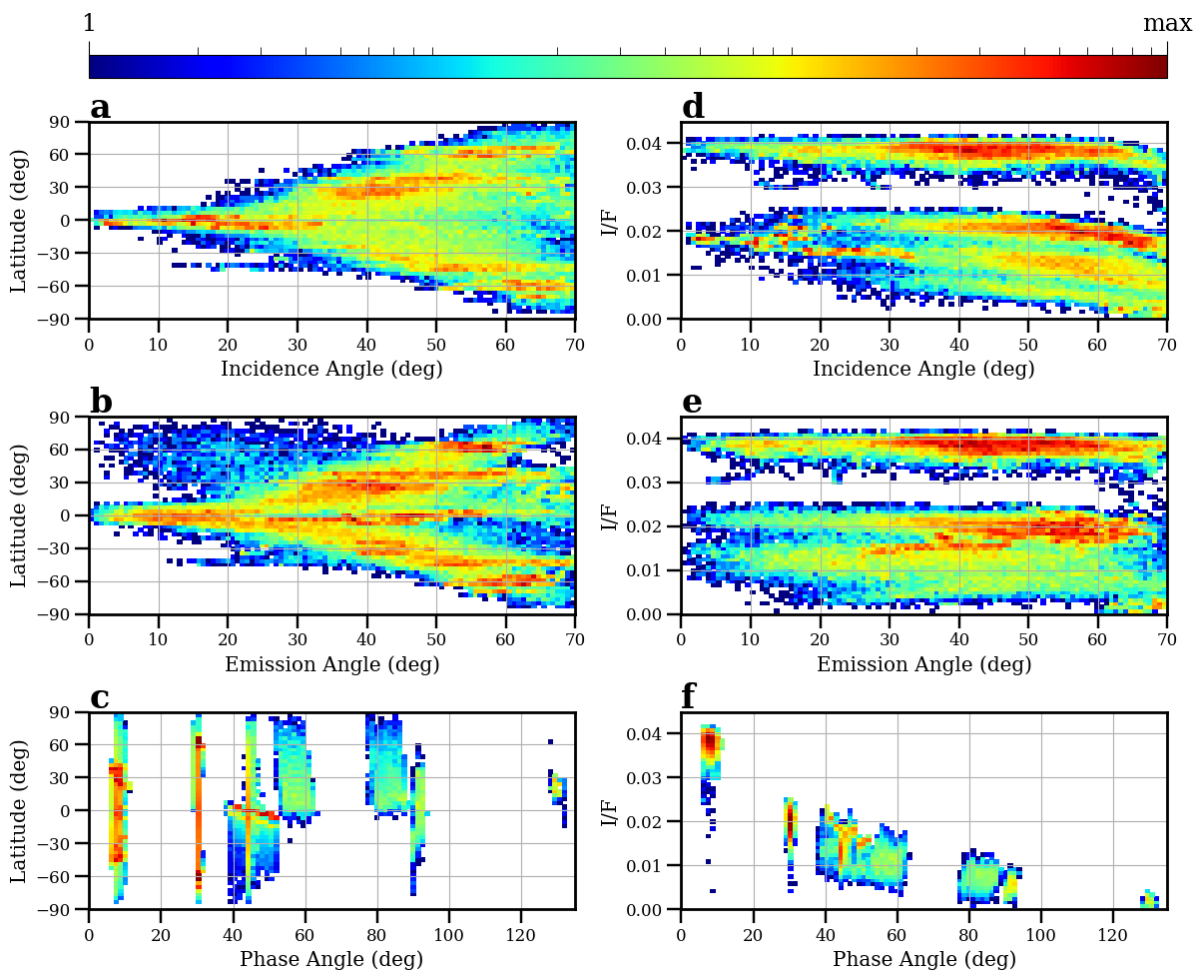 1 max
a
90
60
30
0
−30
−60
−90
Latitude (deg)
0 10 20 30 40 50 60 70
Incidence Angle (deg)
d
0.04
0.03
0.02
0.01
0.00
I/F
0 10 20 30 40 50 60 70
Incidence Angle (deg)
b
90
60
30
0
−30
−60
−90
Latitude (deg)
0 10 20 30 40 50 60 70
Emission Angle (deg)
e
0.04
0.03
0.02
0.01
0.00
I/F
0 10 20 30 40 50 60 70
Emission Angle (deg)
c
90
60
30
0
−30
−60
−90
Latitude (deg)
0 20 40 60 80 100 120
Phase Angle (deg)
f
0.04
0.03
0.02
0.01
0.00
I/F
0 20 40 60 80 100 120
Phase Angle (deg)